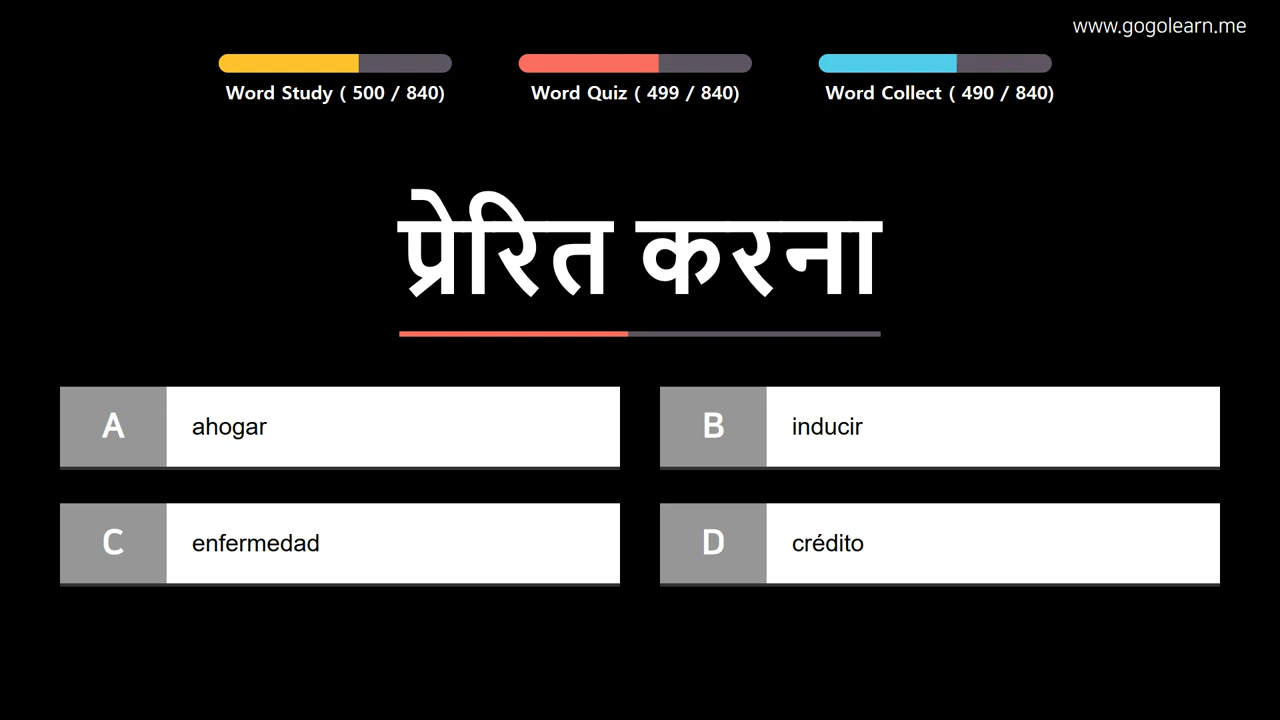 www.gogolearn.me
Word Study ( 500 / 840)
Word Quiz ( 499 / 840)
Word Collect ( 490 / 840)
प्रेरित करना
A ahogar
B inducir
C enfermedad
D crédito